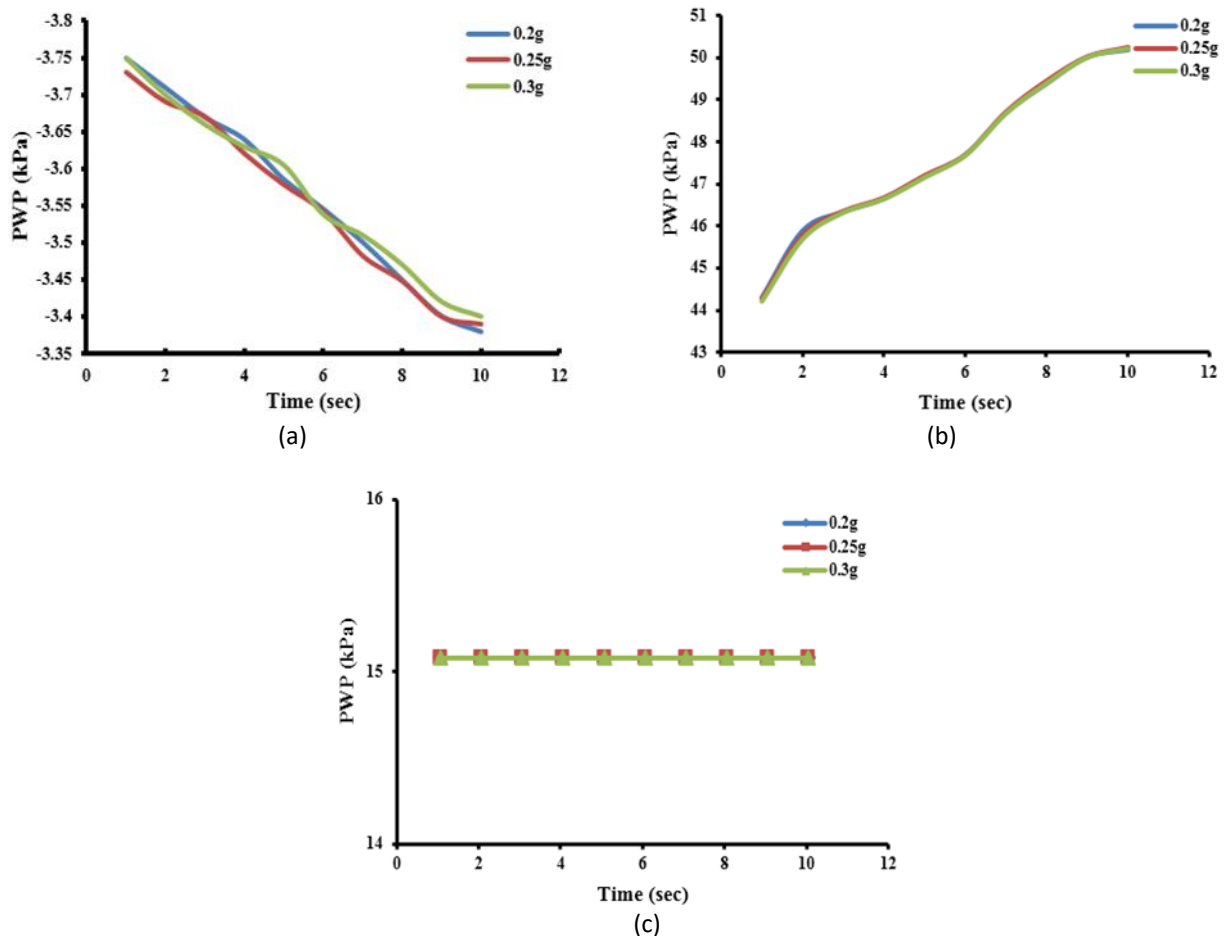 -3.8
-3.75
-3.7
-3.65
-3.6
-3.55
-3.5
-3.45
-3.4
-3.35
PWP (kPa)
0 2 4 6 8 10 12
Time (sec)
0.2g
0.25g
0.3g
(a)
51
50
49
48
47
46
45
44
43
PWP (kPa)
0 2 4 6 8 10 12
Time (sec)
0.2g
0.25g
0.3g
(b)
16
15
14
PWP (kPa)
0 2 4 6 8 10 12
Time (sec)
0.2g
0.25g
0.3g
(c)